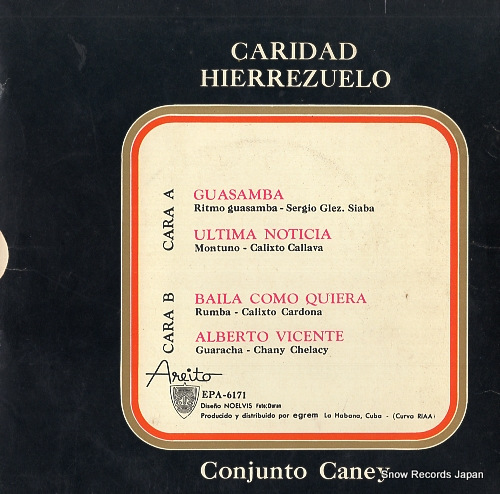 CARIDAD
HIERREZUELO
CARA A
GUASAMBA
Ritmo guasamba - Sergio Glez. Siaba
ULTIMA NOTICIA
Montuno - Calixto Callava
CARA B
BAILA COMO QUIERA
Rumba - Calixto Cardona
ALBERTO VICENTE
Guaracha - Chany Chelacy
Areito
EPA-6171
Diseño NOELVIS Foto: Duran
Producido y distribuido por egrem La Habana, Cuba - (Curva RIAA)
Conjunto Caney
Snow Records Japan